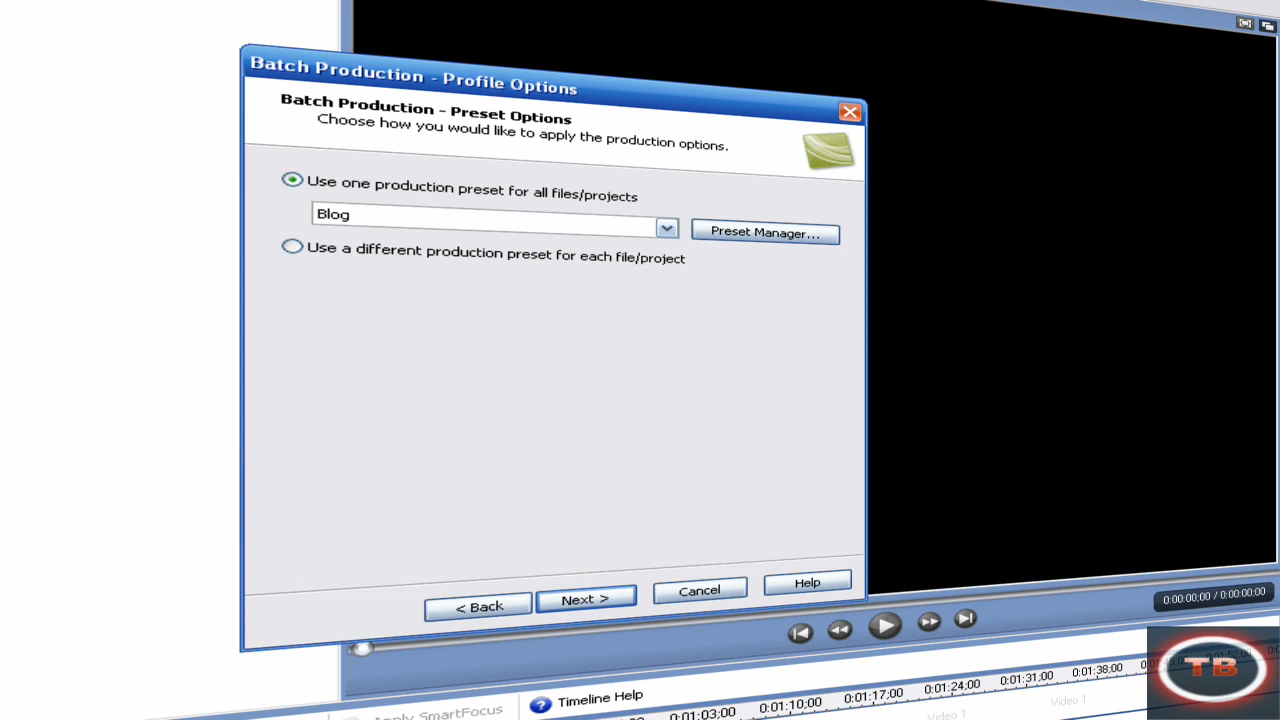 Batch Production - Profile Options
Batch Production - Preset Options
Choose how you would like to apply the production options.
Use one production preset for all files/projects
Blog
Preset Manager...
Use a different production preset for each file/project
< Back
Next >
Cancel
Help
0:00:00;00 / 0:00:00;00
TB
Timeline Help
Apply SmartFocus
0:01:03;00 0:01:10;00 0:01:17;00 0:01:24;00 0:01:31;00 0:01:38;00
Video 1
Video 1